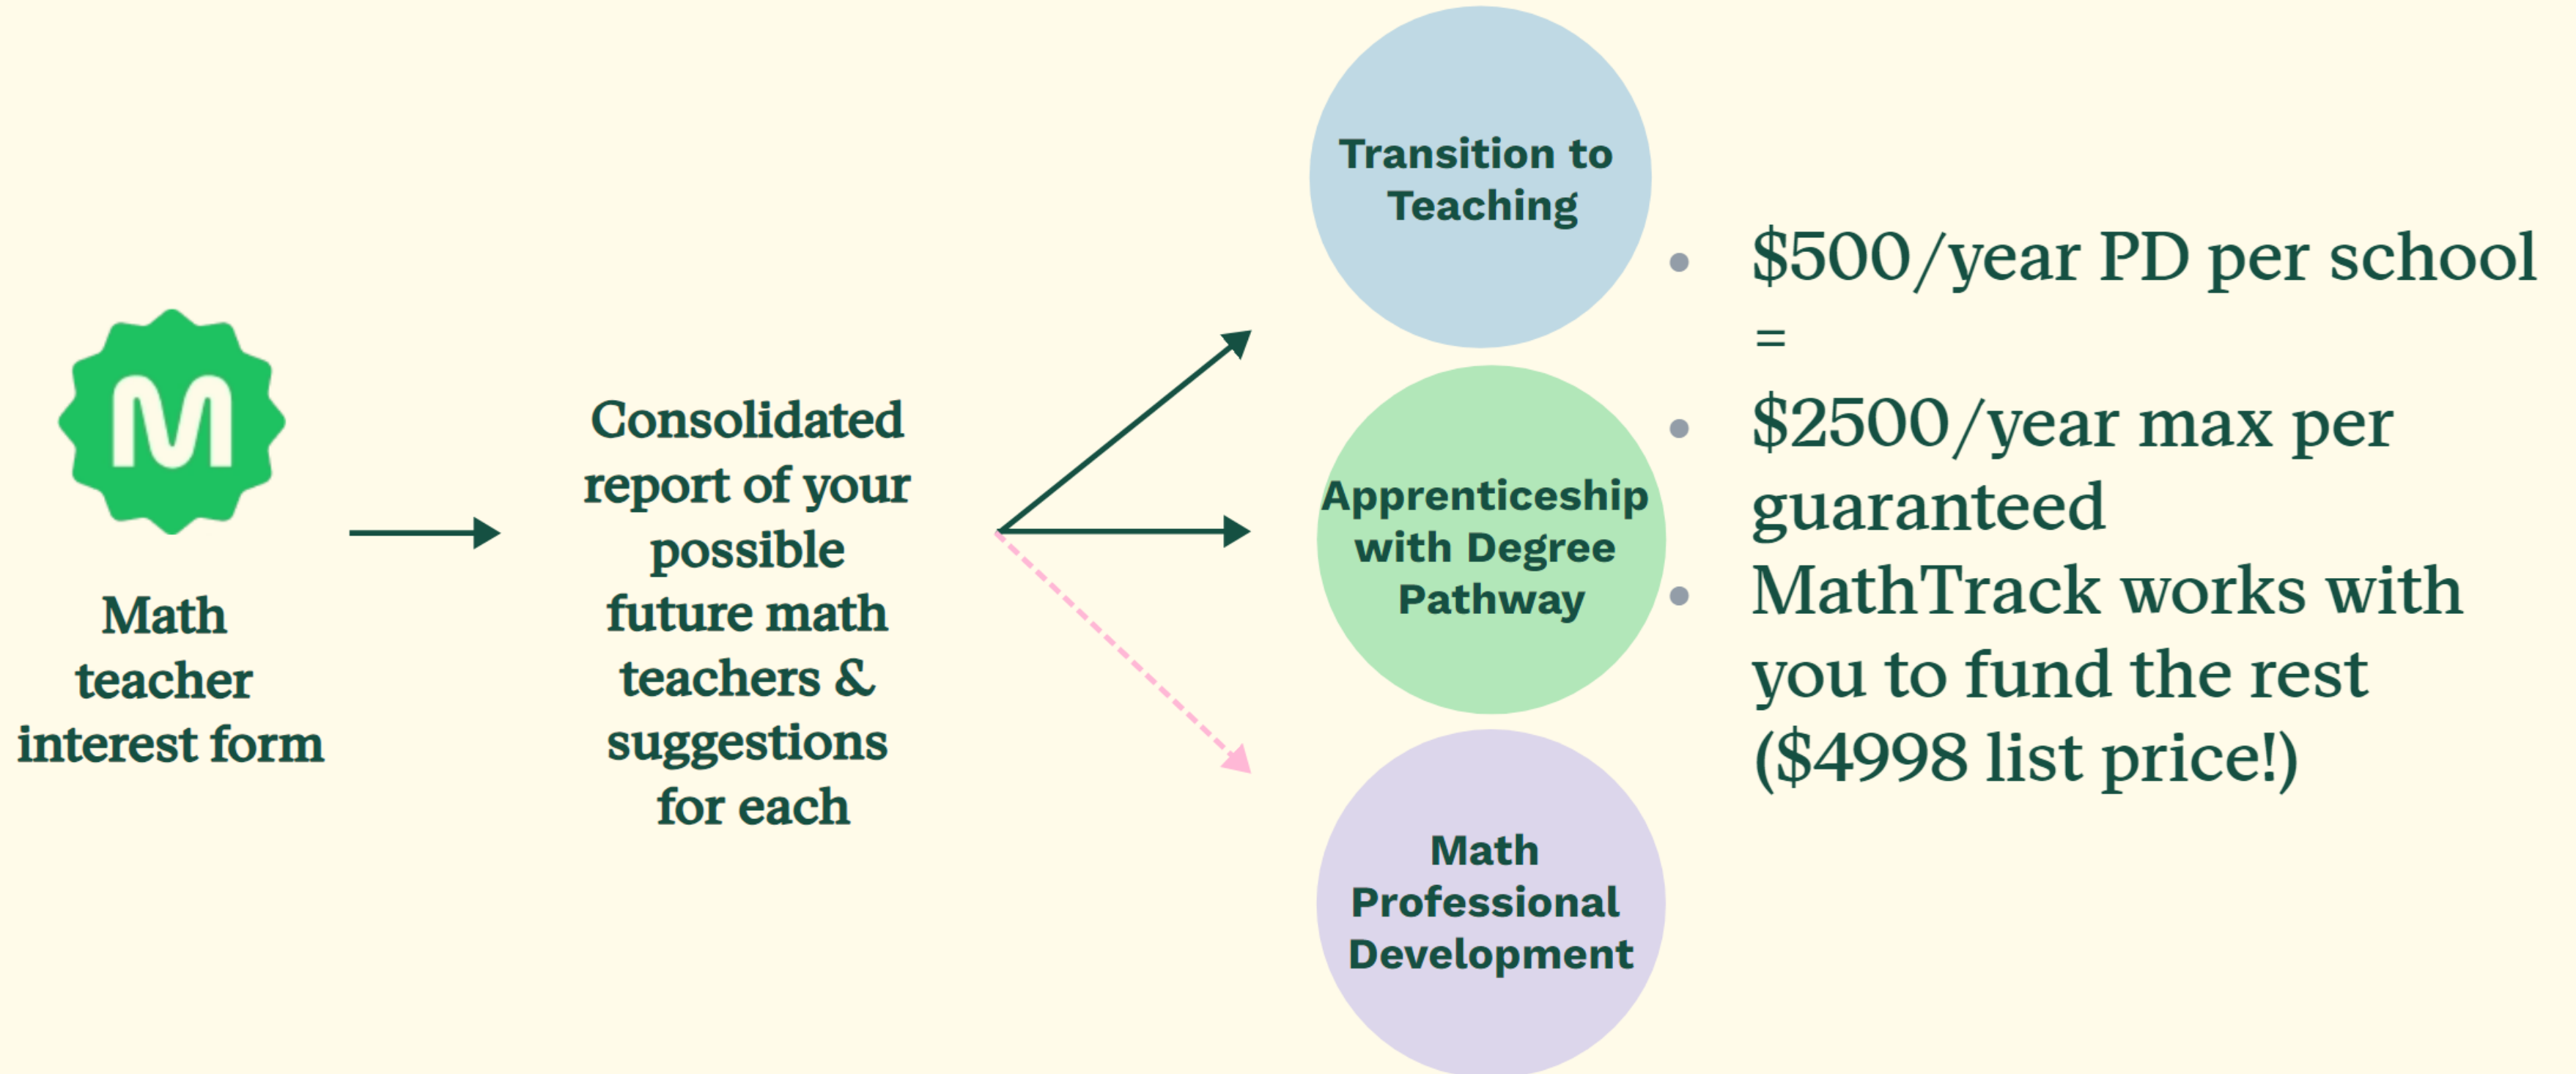 M
Math
teacher
interest form
Consolidated
report of your
possible
future math
teachers &
suggestions
for each
Transition to
Teaching
Apprenticeship
with Degree
Pathway
Math
Professional
Development
• $500/year PD per school
=
• $2500/year max per
guaranteed
• MathTrack works with
you to fund the rest
($4998 list price!)